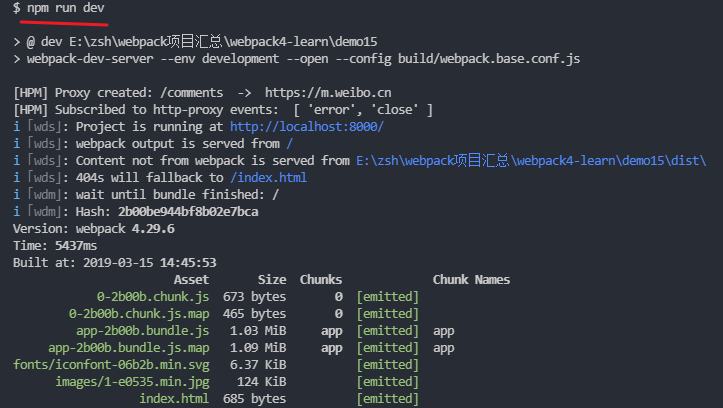 $ npm run dev
> @ dev E:\zsh\webpack项目汇总\webpack4-learn\demo15
> webpack-dev-server --env development --open --config build/webpack.base.conf.js
[HPM] Proxy created: /comments  ->  https://m.weibo.cn
[HPM] Subscribed to http-proxy events:  [ 'error', 'close' ]
i ｢wds｣: Project is running at http://localhost:8000/
i ｢wds｣: webpack output is served from /
i ｢wds｣: Content not from webpack is served from E:\zsh\webpack项目汇总\webpack4-learn\demo15\dist\
i ｢wds｣: 404s will fallback to /index.html
i ｢wdm｣: wait until bundle finished: /
i ｢wdm｣: Hash: 2b00be944bf8b02e7bca
Version: webpack 4.29.6
Time: 5437ms
Built at: 2019-03-15 14:45:53
Asset Size Chunks Chunk Names
0-2b00b.chunk.js 673 bytes 0 [emitted]
0-2b00b.chunk.js.map 465 bytes 0 [emitted]
app-2b00b.bundle.js 1.03 MiB app [emitted] app
app-2b00b.bundle.js.map 1.09 MiB app [emitted] app
fonts/iconfont-06b2b.min.svg 6.37 KiB [emitted]
images/1-e0535.min.jpg 124 KiB [emitted]
index.html 685 bytes [emitted]